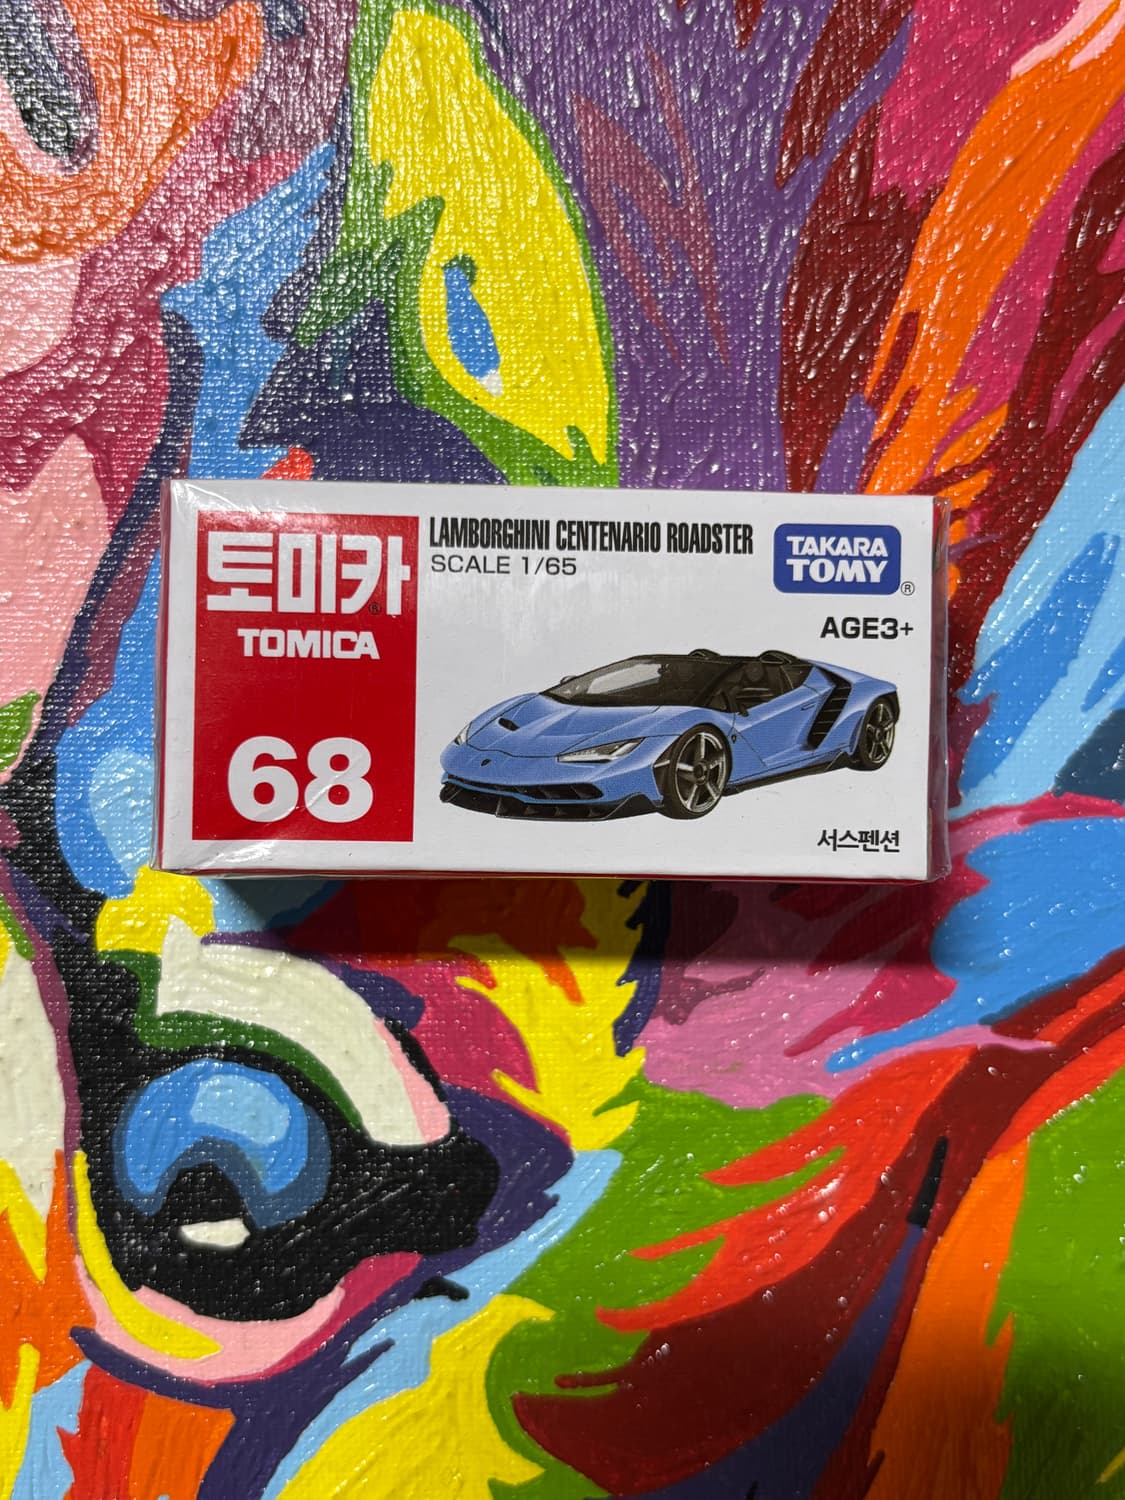 토미카®
TOMICA
68
LAMBORGHINI CENTENARIO ROADSTER
SCALE 1/65
TAKARA
TOMY®
AGE3+
서스펜션